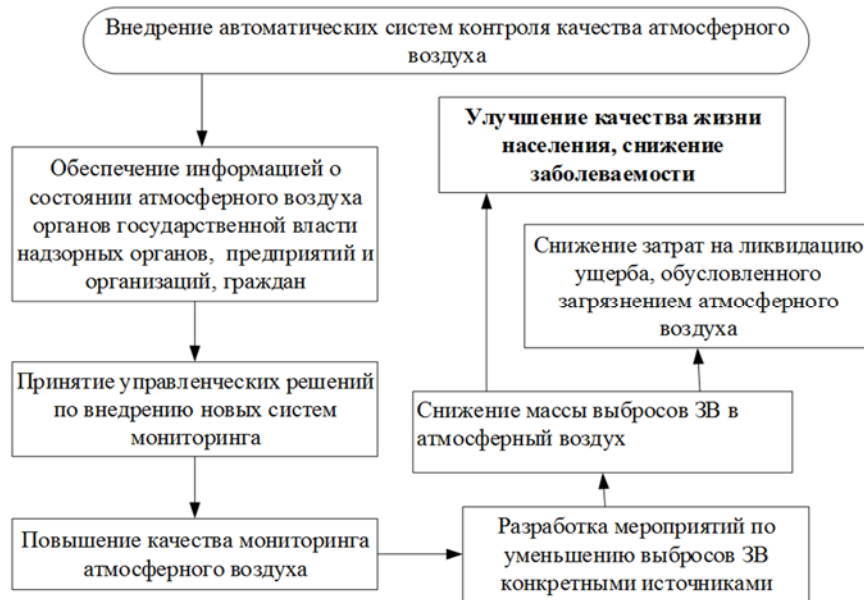 Внедрение автоматических систем контроля качества атмосферного
воздуха
Обеспечение информацией о
состоянии атмосферного воздуха
органов государственной власти
надзорных органов, предприятий и
организаций, граждан
Принятие управленческих решений
по внедрению новых систем
мониторинга
Повышение качества мониторинга
атмосферного воздуха
Разработка мероприятий по
уменьшению выбросов ЗВ
конкретными источниками
Снижение массы выбросов ЗВ в
атмосферный воздух
Снижение затрат на ликвидацию
ущерба, обусловленного
загрязнением атмосферного
воздуха
Улучшение качества жизни
населения, снижение
заболеваемости